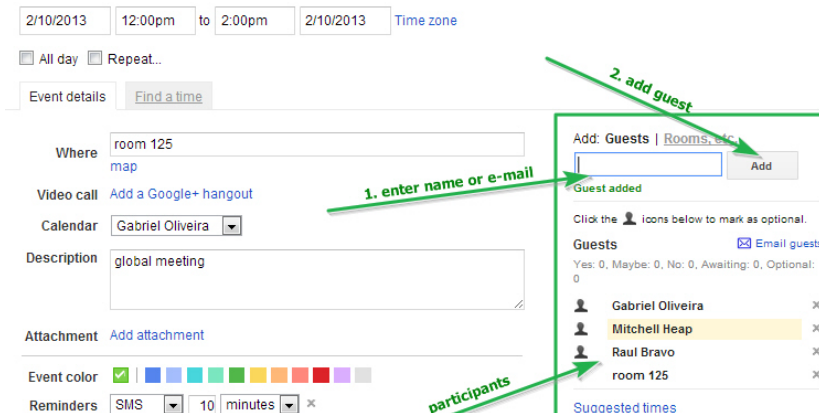 2/10/2013 12:00pm to 2:00pm 2/10/2013 Time zone
All day Repeat...
2. add guest
Event details Find a time
Add: Guests | Rooms, etc.
Where room 125
map
Add
1. enter name or e-mail
Guest added
Video call Add a Google+ hangout
Click the icons below to mark as optional.
Calendar Gabriel Oliveira
Guests Email guests
Description global meeting
Yes: 0, Maybe: 0, No: 0, Awaiting: 0, Optional:
0
Gabriel Oliveira ×
Mitchell Heap ×
Attachment Add attachment
Raul Bravo ×
Event color
room 125 ×
participants
Reminders SMS 10 minutes ×
Suggested times